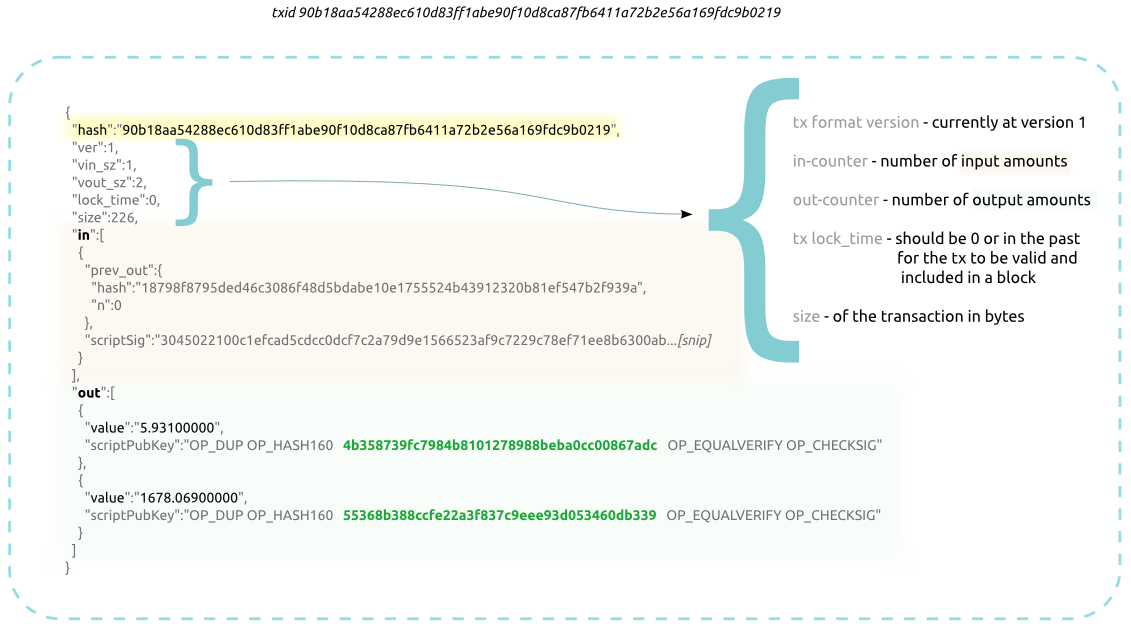 txid 90b18aa54288ec610d83ff1abe90f10d8ca87fb6411a72b2e56a169fdc9b0219
{
"hash":"90b18aa54288ec610d83ff1abe90f10d8ca87fb6411a72b2e56a169fdc9b0219",
"ver":1,
"vin_sz":1,
"vout_sz":2,
"lock_time":0,
"size":226,
"in":[
{
"prev_out":{
"hash":"18798f8795ded46c3086f48d5bdabe10e1755524b43912320b81ef547b2f939a",
"n":0
},
"scriptSig":"3045022100c1efcad5cdcc0dcf7c2a79d9e1566523af9c7229c78ef71ee8b6300ab...[snip]
}
],
"out":[
{
"value":"5.93100000",
"scriptPubKey":"OP_DUP OP_HASH160 4b358739fc7984b8101278988beba0cc00867adc OP_EQUALVERIFY OP_CHECKSIG"
},
{
"value":"1678.06900000",
"scriptPubKey":"OP_DUP OP_HASH160 55368b388ccfe22a3f837c9eee93d053460db339 OP_EQUALVERIFY OP_CHECKSIG"
}
]
}
tx format version - currently at version 1
in-counter - number of input amounts
out-counter - number of output amounts
tx lock_time - should be 0 or in the past
for the tx to be valid and
included in a block
size - of the transaction in bytes